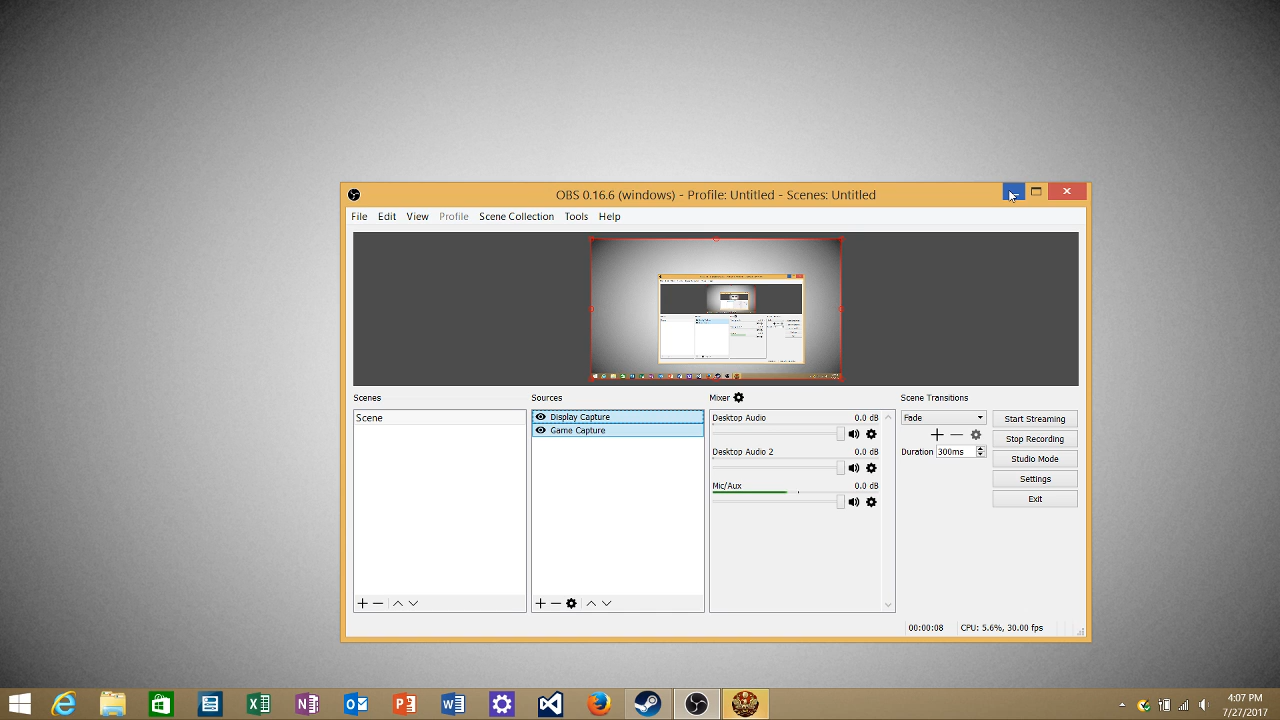 OBS 0.16.6 (windows) - Profile: Untitled - Scenes: Untitled
File Edit View Profile Scene Collection Tools Help
Scenes
Sources
Mixer
Scene Transitions
Scene
Display Capture
Game Capture
Desktop Audio 0.0 dB
Desktop Audio 2 0.0 dB
Mic/Aux 0.0 dB
Fade
Duration 300ms
Start Streaming
Stop Recording
Studio Mode
Settings
Exit
00:00:08
CPU: 5.6%, 30.00 fps
4:07 PM
7/27/2017